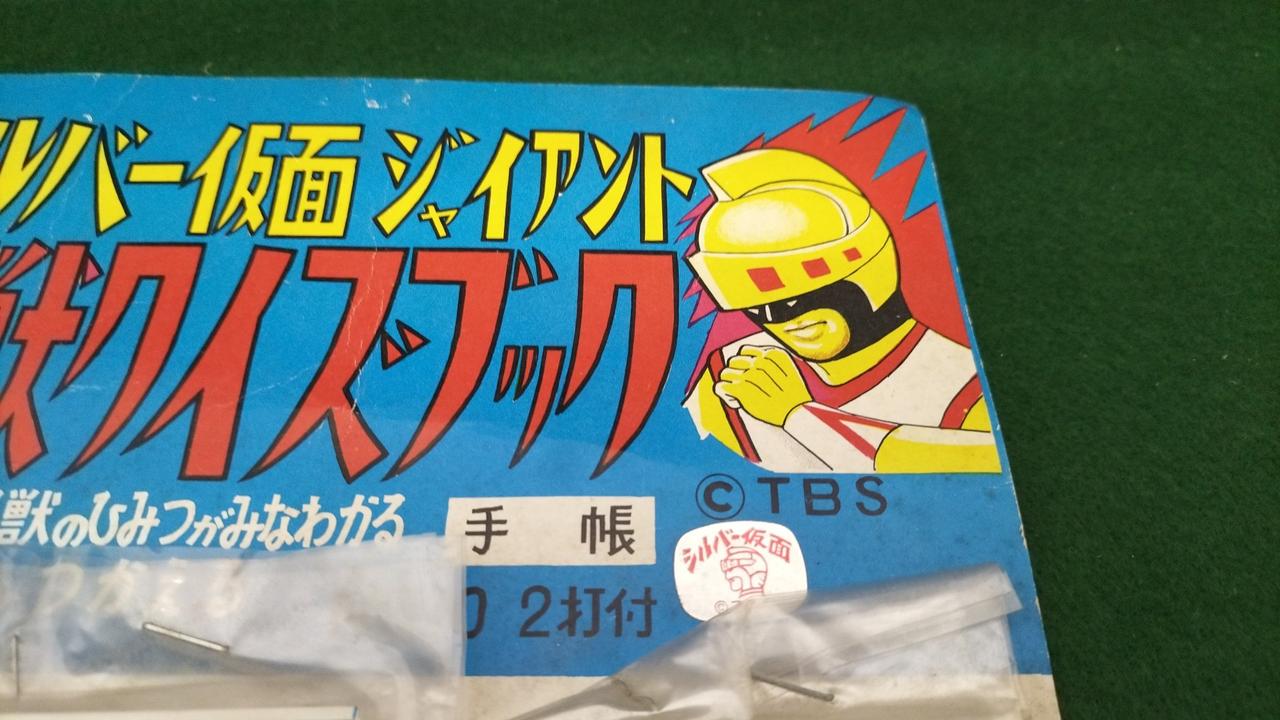 ルバー仮面 ジャイアント
獣クイズブック
獣のひみつがみなわかる
手帳
©TBS
シルバー仮面
2打付